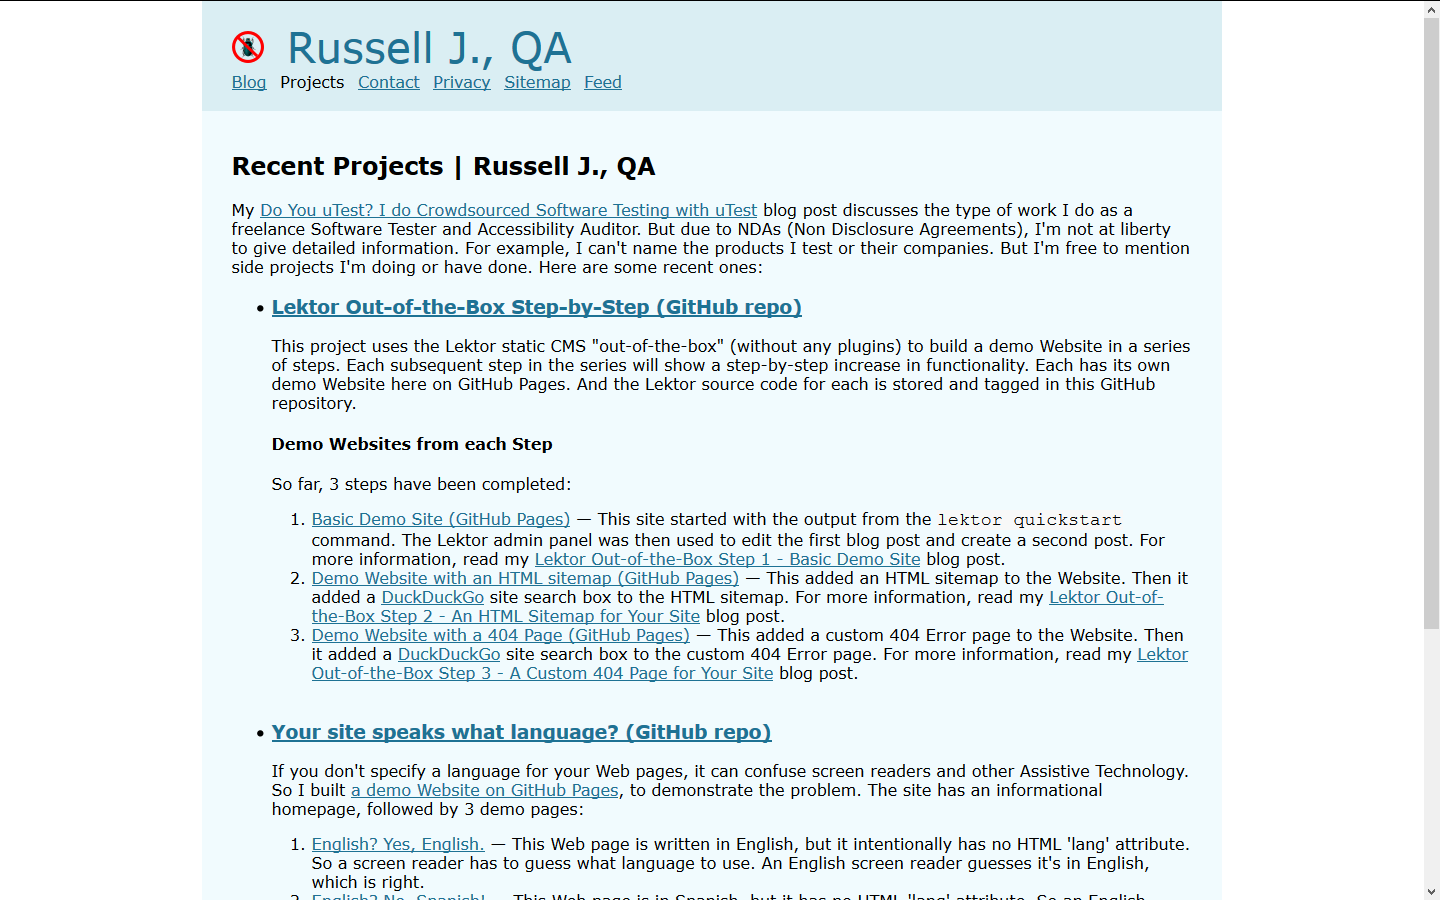 Russell J., QA
Blog Projects Contact Privacy Sitemap Feed
Recent Projects | Russell J., QA
My Do You uTest? I do Crowdsourced Software Testing with uTest blog post discusses the type of work I do as a
freelance Software Tester and Accessibility Auditor. But due to NDAs (Non Disclosure Agreements), I'm not at liberty
to give detailed information. For example, I can't name the products I test or their companies. But I'm free to mention
side projects I'm doing or have done. Here are some recent ones:
• Lektor Out-of-the-Box Step-by-Step (GitHub repo)
This project uses the Lektor static CMS "out-of-the-box" (without any plugins) to build a demo Website in a series
of steps. Each subsequent step in the series will show a step-by-step increase in functionality. Each has its own
demo Website here on GitHub Pages. And the Lektor source code for each is stored and tagged in this GitHub
repository.
Demo Websites from each Step
So far, 3 steps have been completed:
1. Basic Demo Site (GitHub Pages) — This site started with the output from the lektor quickstart
command. The Lektor admin panel was then used to edit the first blog post and create a second post. For
more information, read my Lektor Out-of-the-Box Step 1 - Basic Demo Site blog post.
2. Demo Website with an HTML sitemap (GitHub Pages) — This added an HTML sitemap to the Website. Then it
added a DuckDuckGo site search box to the HTML sitemap. For more information, read my Lektor Out-of-
the-Box Step 2 - An HTML Sitemap for Your Site blog post.
3. Demo Website with a 404 Page (GitHub Pages) — This added a custom 404 Error page to the Website. Then
it added a DuckDuckGo site search box to the custom 404 Error page. For more information, read my Lektor
Out-of-the-Box Step 3 - A Custom 404 Page for Your Site blog post.
• Your site speaks what language? (GitHub repo)
If you don't specify a language for your Web pages, it can confuse screen readers and other Assistive Technology.
So I built a demo Website on GitHub Pages, to demonstrate the problem. The site has an informational
homepage, followed by 3 demo pages:
1. English? Yes, English. — This Web page is written in English, but it intentionally has no HTML 'lang' attribute.
So a screen reader has to guess what language to use. An English screen reader guesses it's in English,
which is right.
2. English? No, Spanish! — This Web page is in Spanish, but it has no HTML 'lang' attribute. So an English